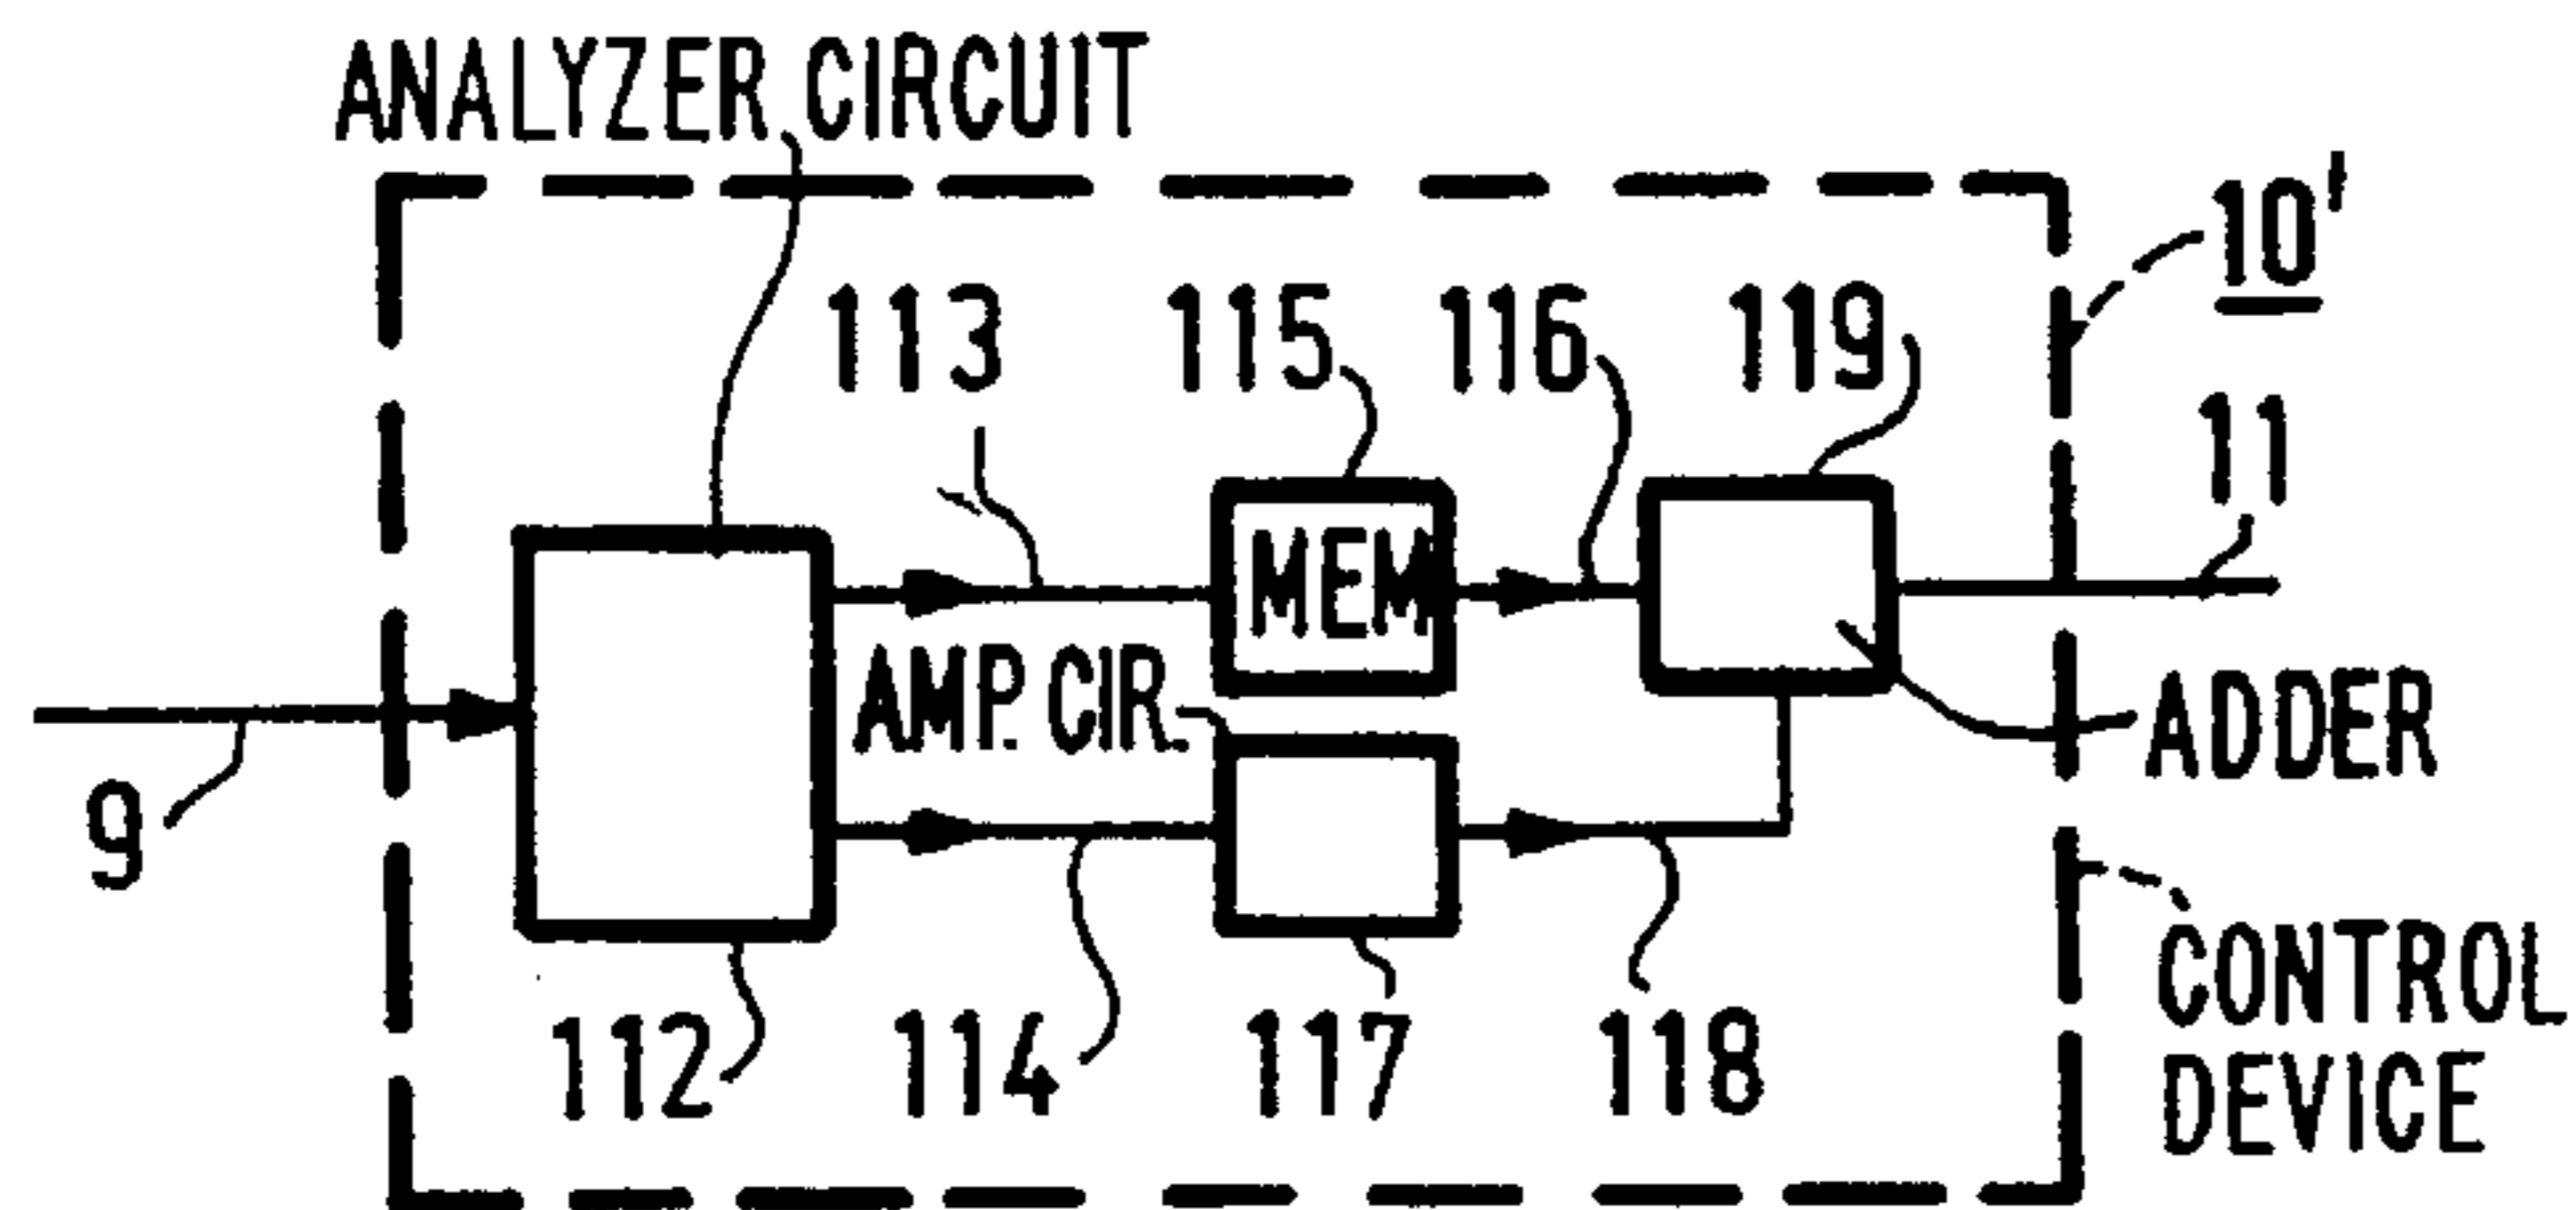 ANALYZER CIRCUIT
10'
113
115
116
119
11
MEM
AMP. CIR.
ADDER
9
CONTROL
DEVICE
112
114
117
118